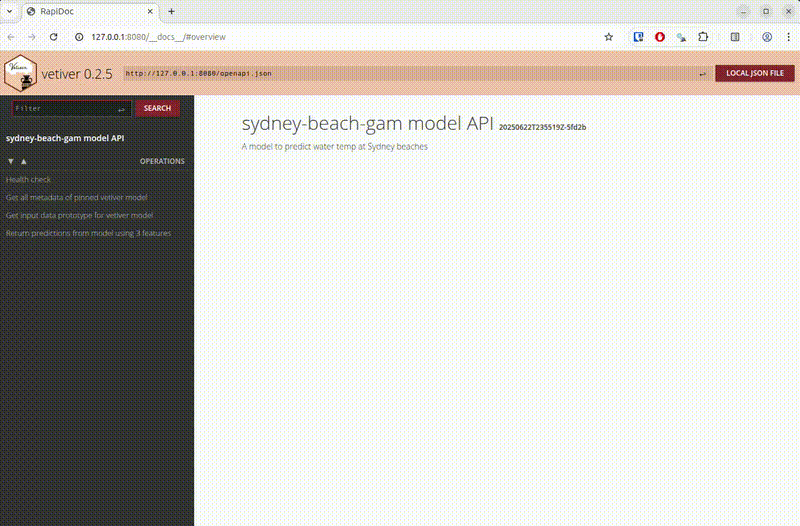 RapiDoc
127.0.0.1:8080/__docs__/#overview
Vetiver
vetiver 0.2.5
http://127.0.0.1:8080/openapi.json
LOCAL JSON FILE
Filter
SEARCH
sydney-beach-gam model API
OPERATIONS
Health check
Get all metadata of pinned vetiver model
Get input data prototype for vetiver model
Return predictions from model using 3 features
sydney-beach-gam model API 20250622T235519Z-5fd2b
A model to predict water temp at Sydney beaches